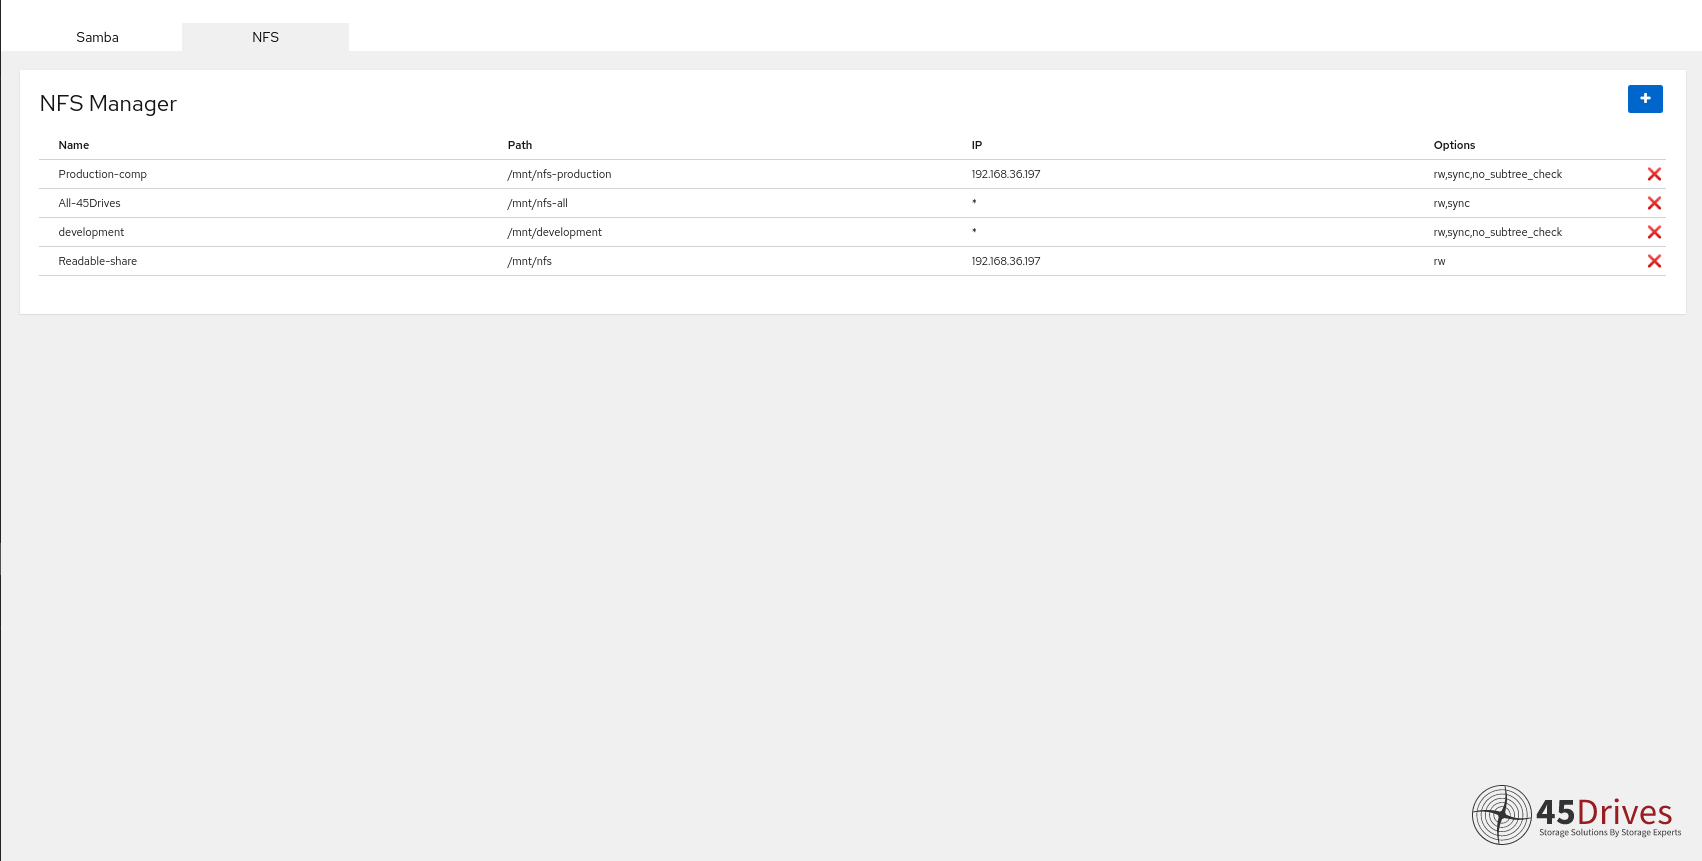 Samba NFS
NFS Manager
+
Name Path IP Options
Production-comp /mnt/nfs-production 192.168.36.197 rw,sync,no_subtree_check
All-45Drives /mnt/nfs-all * rw,sync
development /mnt/development * rw,sync,no_subtree_check
Readable-share /mnt/nfs 192.168.36.197 rw
45Drives
Storage Solutions By Storage Experts